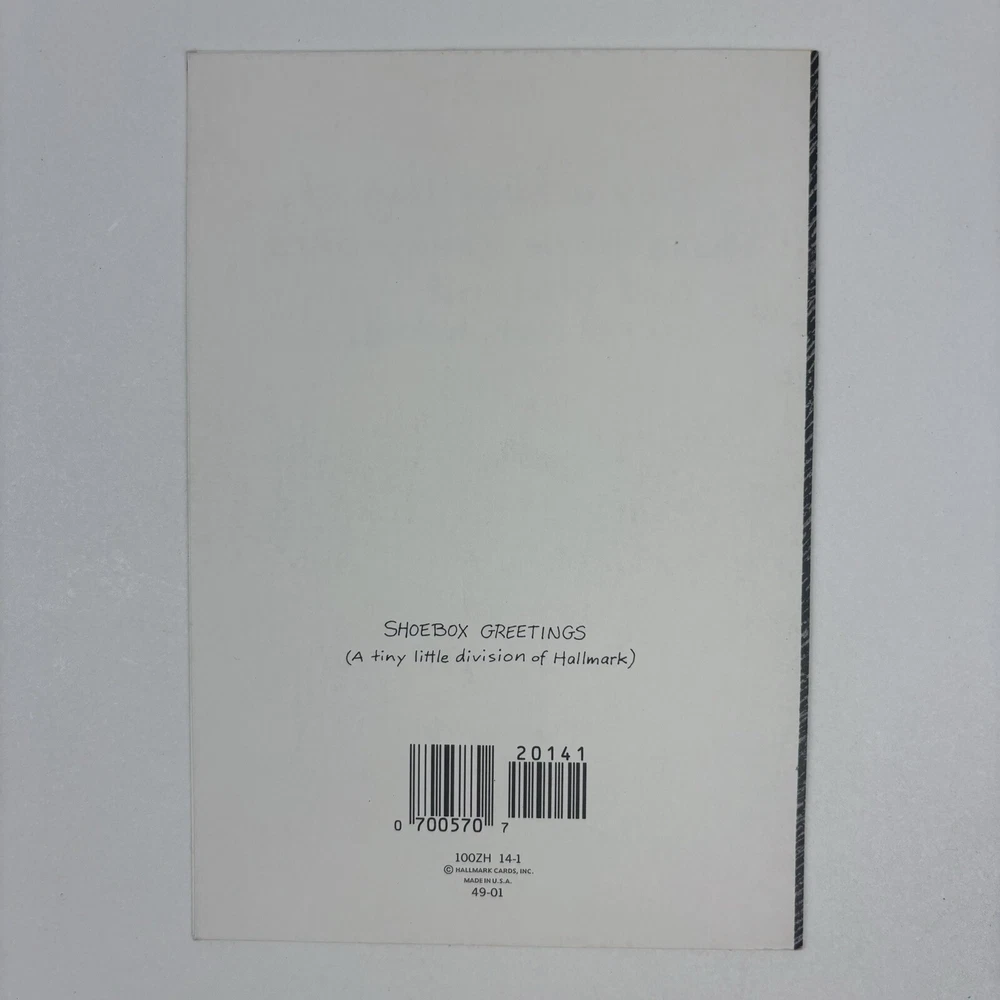 SHOEBOX GREETINGS
(A tiny little division of Hallmark)
20141
0 700570 7
100ZH 14-1
© HALLMARK CARDS, INC.
MADE IN U.S.A.
49-01